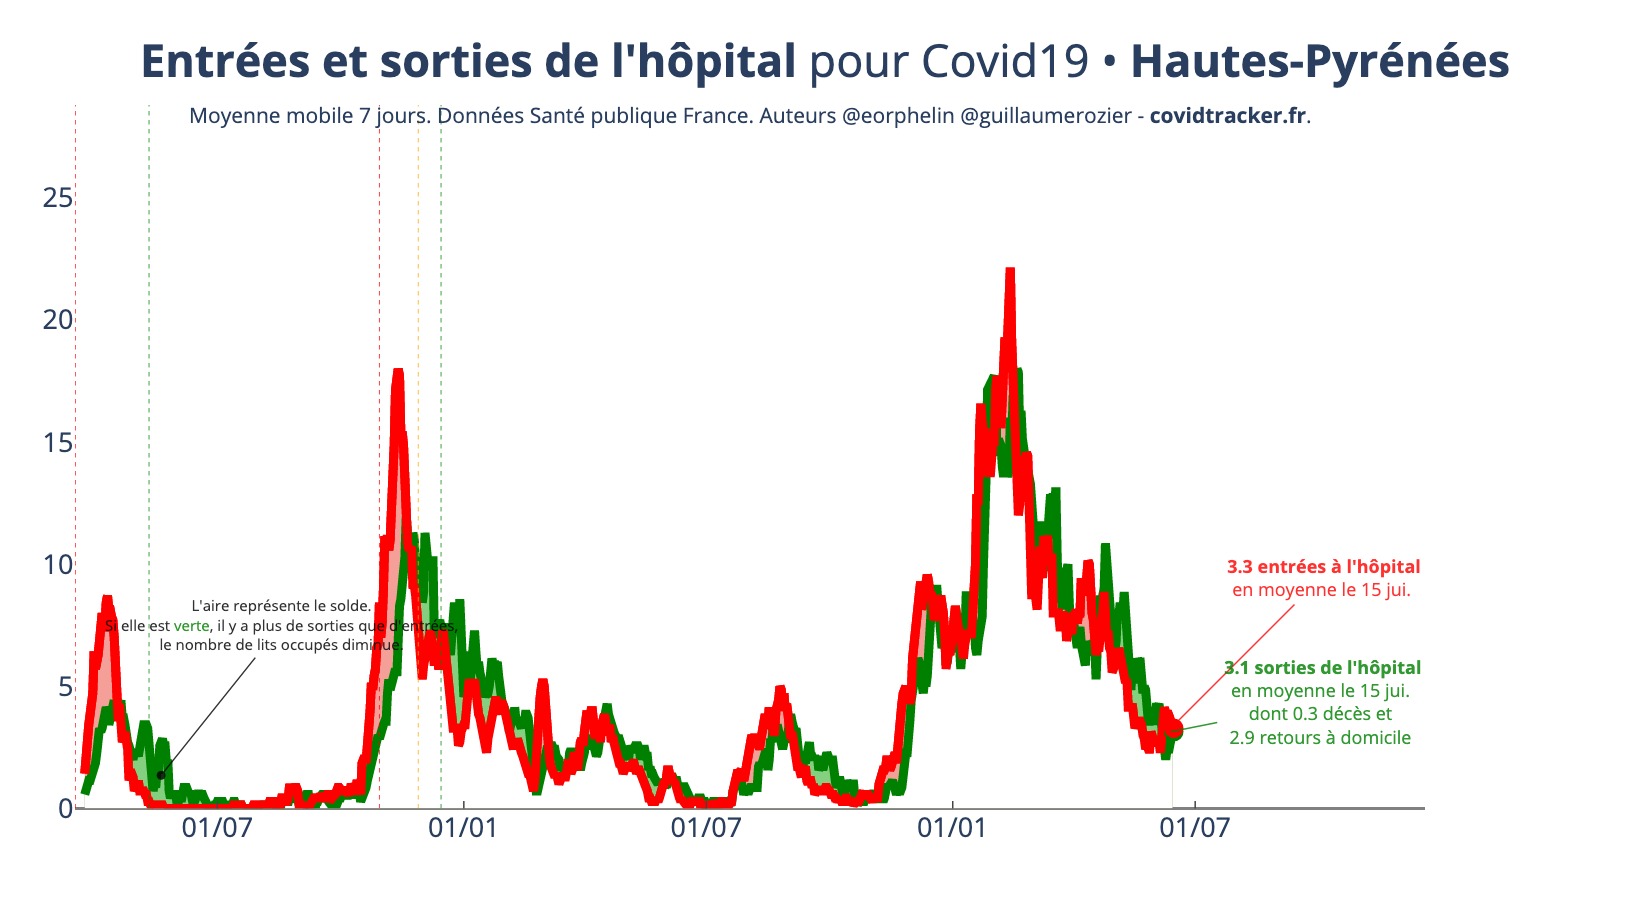 Entrées et sorties de l'hôpital pour Covid19 • Hautes-Pyrénées
Moyenne mobile 7 jours. Données Santé publique France. Auteurs @eorphelin @guillaumerozier - covidtracker.fr.
25
20
15
10
5
0
L'aire représente le solde.
Si elle est verte, il y a plus de sorties que d'entrées,
le nombre de lits occupés diminue.
3.3 entrées à l'hôpital
en moyenne le 15 jui.
3.1 sorties de l'hôpital
en moyenne le 15 jui.
dont 0.3 décès et
2.9 retours à domicile
01/07
01/01
01/07
01/01
01/07